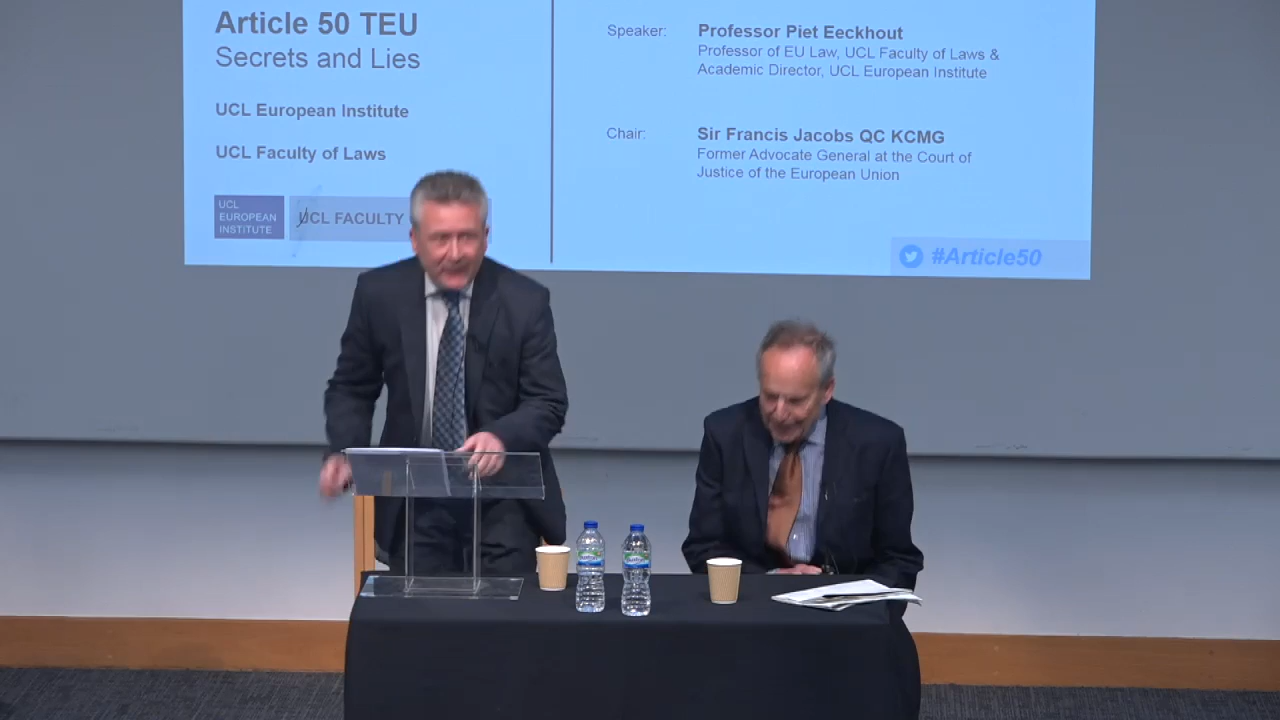 Article 50 TEU
Secrets and Lies
UCL European Institute
UCL Faculty of Laws
UCL
EUROPEAN
INSTITUTE
UCL FACULTY
Speaker:
Professor Piet Eeckhout
Professor of EU Law, UCL Faculty of Laws &
Academic Director, UCL European Institute
Chair:
Sir Francis Jacobs QC KCMG
Former Advocate General at the Court of
Justice of the European Union
#Article50